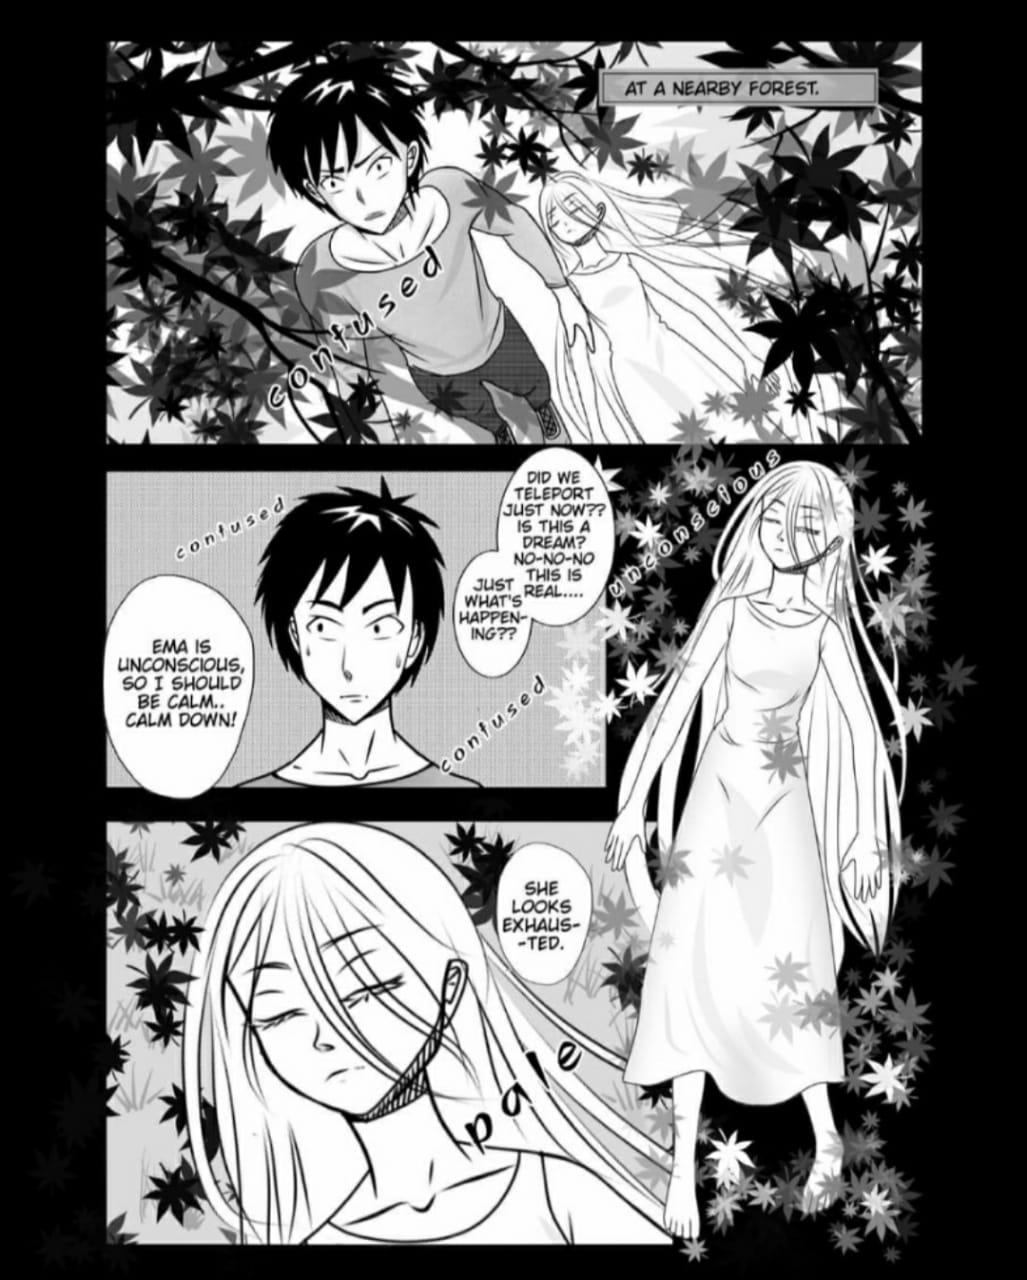 AT A NEARBY FOREST.
confused
confused
DID WE
TELEPORT
JUST NOW??
IS THIS A
DREAM?
NO-NO-NO
THIS IS
REAL....
JUST
WHAT'S
HAPPEN-
ING??
EMA IS
UNCONSCIOUS,
SO I SHOULD
BE CALM..
CALM DOWN!
confused
unconscious
SHE
LOOKS
EXHAUS-
-TED.
pale